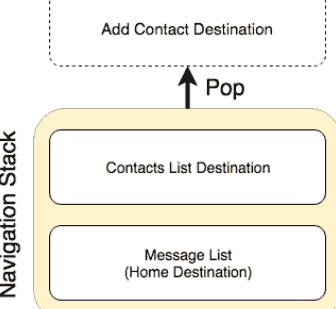 Add Contact Destination
Pop
Navigation Stack
Contacts List Destination
Message List
(Home Destination)